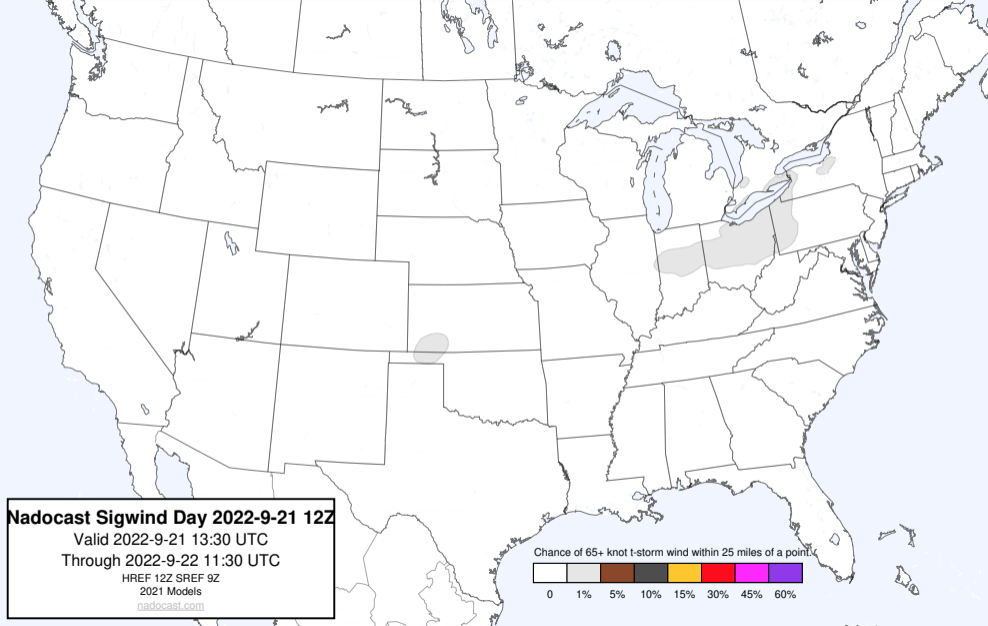 Nadocast Sigwind Day 2022-9-21 12Z
Valid 2022-9-21 13:30 UTC
Through 2022-9-22 11:30 UTC
HREF 12Z SREF 9Z
2021 Models
nadocast.com
Chance of 65+ knot t-storm wind within 25 miles of a point.
0 1% 5% 10% 15% 30% 45% 60%